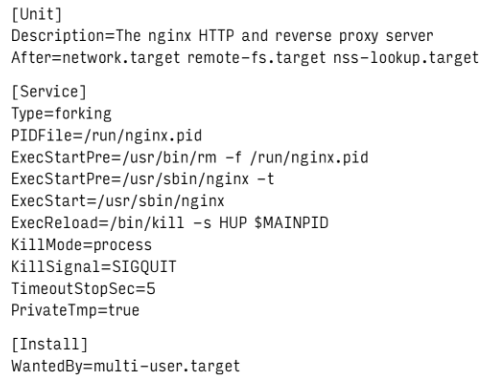 [Unit]
Description=The nginx HTTP and reverse proxy server
After=network.target remote-fs.target nss-lookup.target
[Service]
Type=forking
PIDFile=/run/nginx.pid
ExecStartPre=/usr/bin/rm -f /run/nginx.pid
ExecStartPre=/usr/sbin/nginx -t
ExecStart=/usr/sbin/nginx
ExecReload=/bin/kill -s HUP $MAINPID
KillMode=process
KillSignal=SIGQUIT
TimeoutStopSec=5
PrivateTmp=true
[Install]
WantedBy=multi-user.target